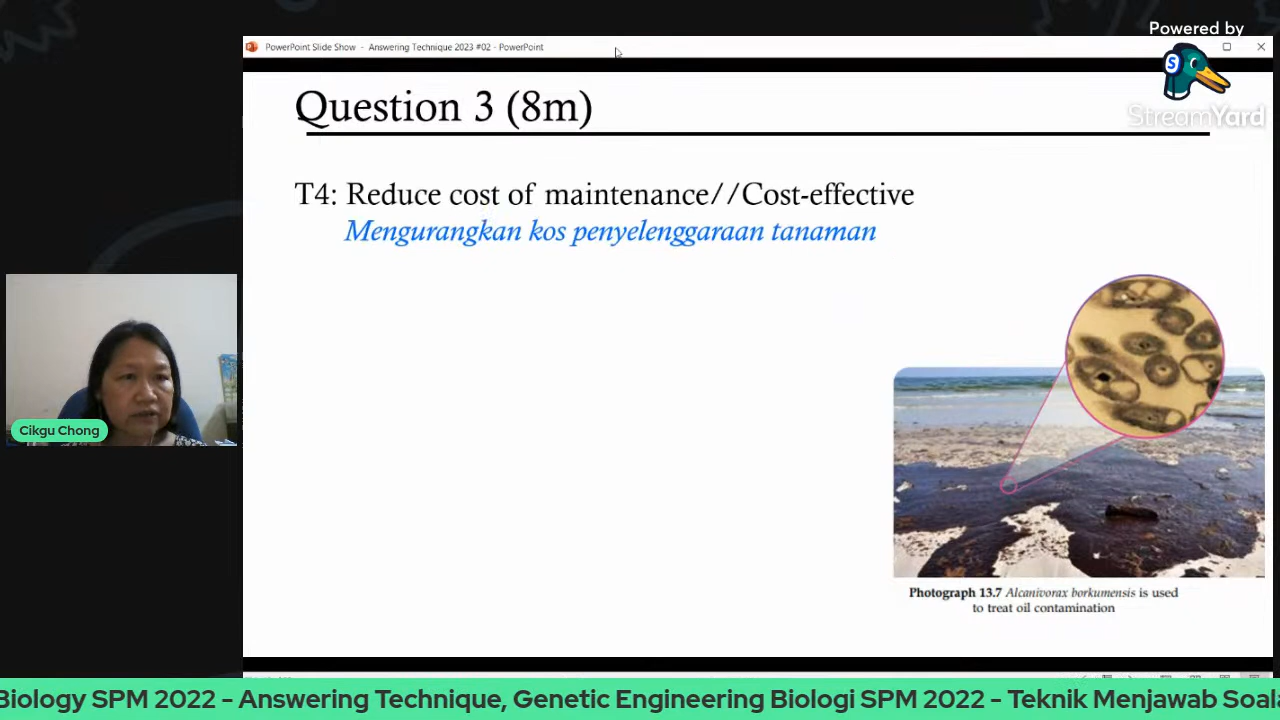 Powered by
StreamYard
PowerPoint Slide Show - Answering Technique 2023 #02 - PowerPoint
Question 3 (8m)
T4: Reduce cost of maintenance//Cost-effective
Mengurangkan kos penyelenggaraan tanaman
Cikgu Chong
Photograph 13.7 Alcanivorax borkumensis is used
to treat oil contamination
Biology SPM 2022 - Answering Technique, Genetic Engineering Biologi SPM 2022 - Teknik Menjawab Soala